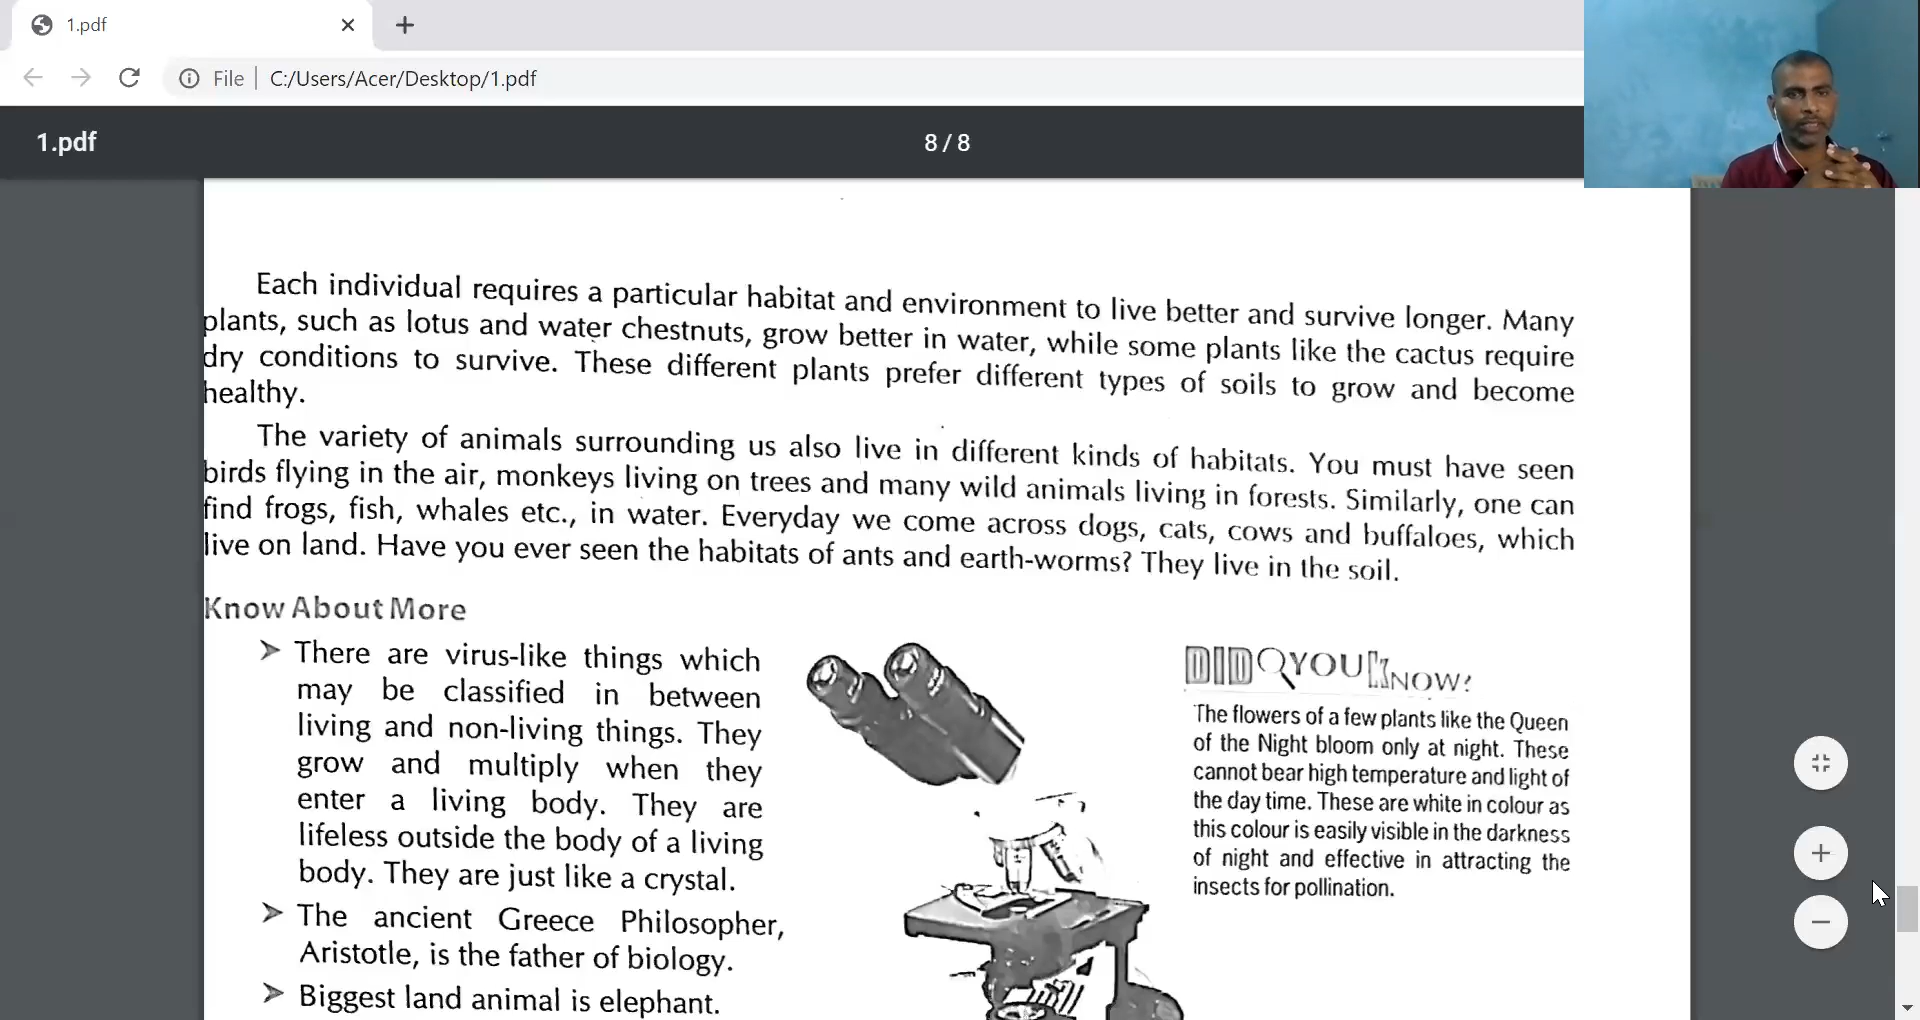 1.pdf
File
C:/Users/Acer/Desktop/1.pdf
1.pdf
8 / 8
Each individual requires a particular habitat and environment to live better and survive longer. Many
plants, such as lotus and water chestnuts, grow better in water, while some plants like the cactus require
dry conditions to survive. These different plants prefer different types of soils to grow and become
healthy.
The variety of animals surrounding us also live in different kinds of habitats. You must have seen
birds flying in the air, monkeys living on trees and many wild animals living in forests. Similarly, one can
find frogs, fish, whales etc., in water. Everyday we come across dogs, cats, cows and buffaloes, which
live on land. Have you ever seen the habitats of ants and earth-worms? They live in the soil.
Know About More
➤ There are virus-like things which
may be classified in between
living and non-living things. They
grow and multiply when they
enter a living body. They are
lifeless outside the body of a living
body. They are just like a crystal.
➤ The ancient Greece Philosopher,
Aristotle, is the father of biology.
➤ Biggest land animal is elephant.
DID YOU KNOW?
The flowers of a few plants like the Queen
of the Night bloom only at night. These
cannot bear high temperature and light of
the day time. These are white in colour as
this colour is easily visible in the darkness
of night and effective in attracting the
insects for pollination.